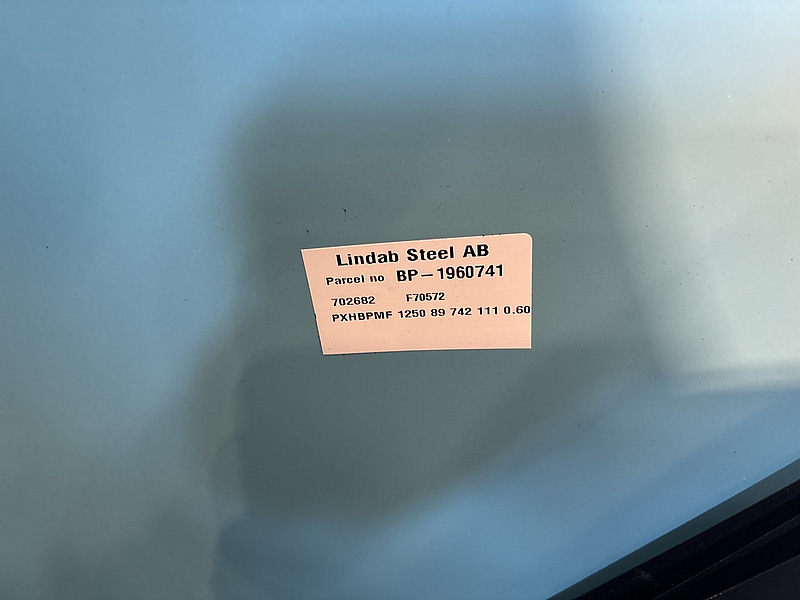 Lindab Steel AB
Parcel no BP-1960741
702682 F70572
PXHBPMF 1250 89 742 111 0.60